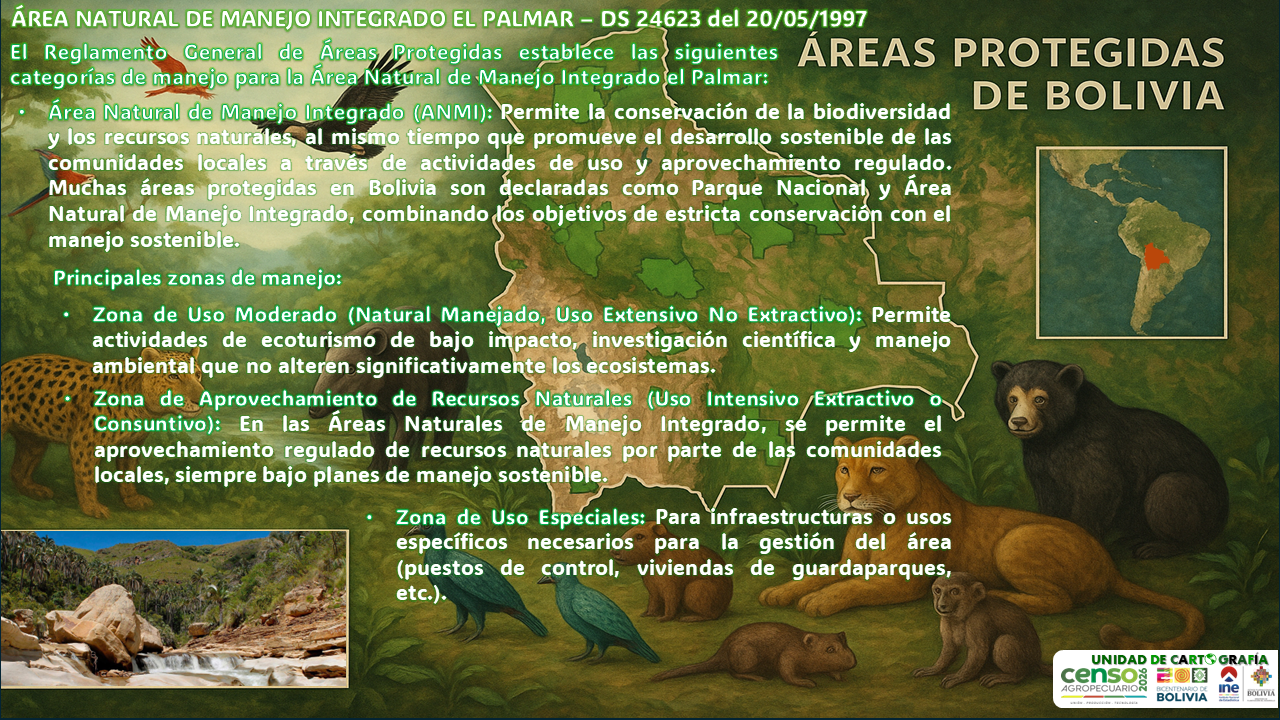 ÁREA NATURAL DE MANEJO INTEGRADO EL PALMAR – DS 24623 del 20/05/1997
ÁREAS PROTEGIDAS
DE BOLIVIA
El Reglamento General de Áreas Protegidas establece las siguientes
categorías de manejo para la Área Natural de Manejo Integrado el Palmar:
• Área Natural de Manejo Integrado (ANMI): Permite la conservación de la biodiversidad
y los recursos naturales, al mismo tiempo que promueve el desarrollo sostenible de las
comunidades locales a través de actividades de uso y aprovechamiento regulado.
Muchas áreas protegidas en Bolivia son declaradas como Parque Nacional y Área
Natural de Manejo Integrado, combinando los objetivos de estricta conservación con el
manejo sostenible.
Principales zonas de manejo:
• Zona de Uso Moderado (Natural Manejado, Uso Extensivo No Extractivo): Permite
actividades de ecoturismo de bajo impacto, investigación científica y manejo
ambiental que no alteren significativamente los ecosistemas.
• Zona de Aprovechamiento de Recursos Naturales (Uso Intensivo Extractivo o
Consuntivo): En las Áreas Naturales de Manejo Integrado, se permite el
aprovechamiento regulado de recursos naturales por parte de las comunidades
locales, siempre bajo planes de manejo sostenible.
• Zona de Uso Especiales: Para infraestructuras o usos
específicos necesarios para la gestión del área
(puestos de control, viviendas de guardaparques,
etc.).
UNIDAD DE CARTOGRAFÍA
censo
AGROPECUARIO
2026
BICENTENARIO DE
BOLIVIA
ine
BOLIVIA